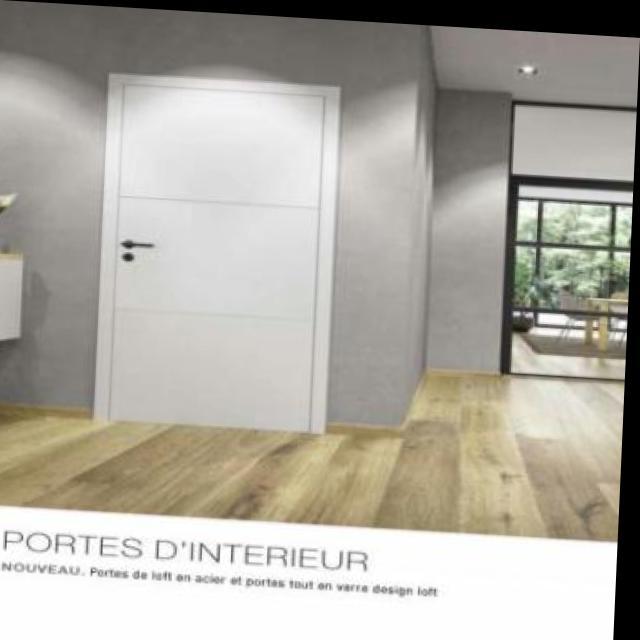 PORTES D'INTERIEUR
NOUVEAU. Portes de loft en acier et portes tout en verre design loft